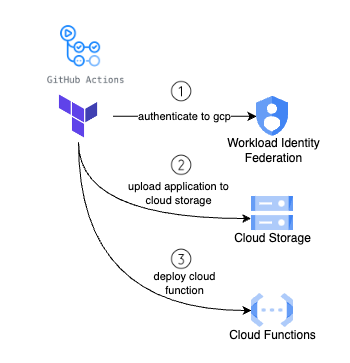 GitHub Actions
1
authenticate to gcp
Workload Identity
Federation
2
upload application to
cloud storage
Cloud Storage
3
deploy cloud
function
Cloud Functions